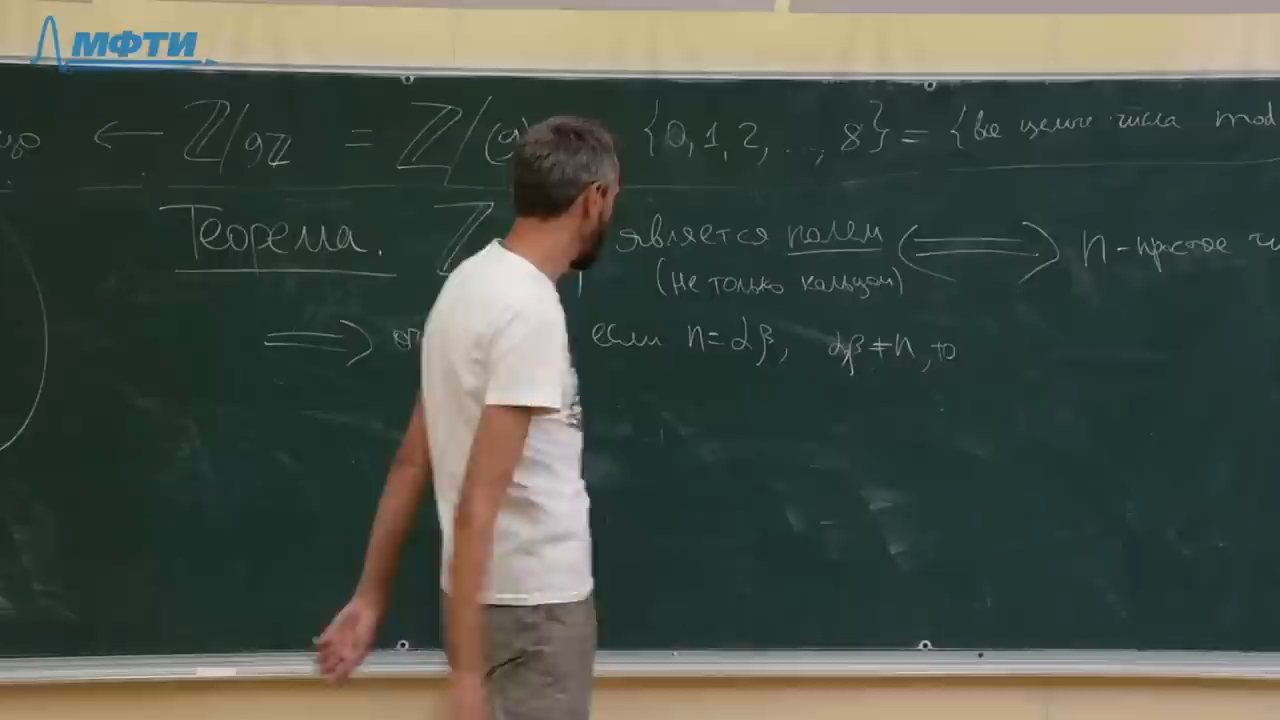 МФТИ
← ℤ/9ℤ = ℤ/(9) {0,1,2,...,8} = {все целые числа mod
Теорема. ℤ является полем ⟺ n - простое
(не только кольцом)
⟹ если n=αβ, αβ≠n, то